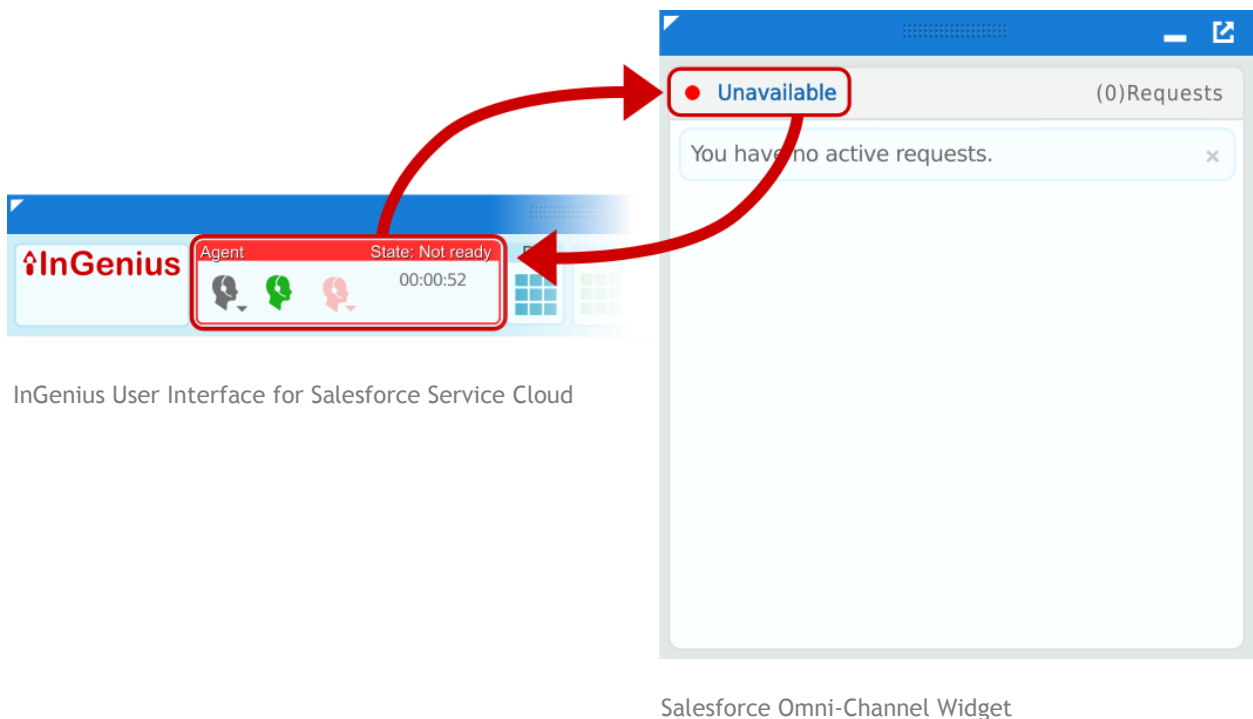 Unavailable
(0)Requests
You have no active requests.
InGenius
Agent
State: Not ready
00:00:52
InGenius User Interface for Salesforce Service Cloud
Salesforce Omni-Channel Widget